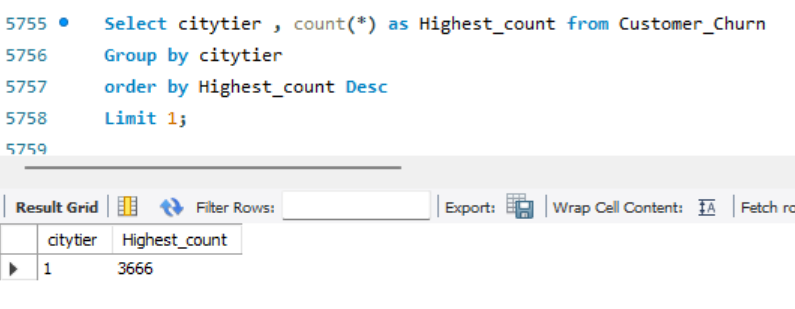 5755 Select citytier , count(*) as Highest_count from Customer_Churn
5756 Group by citytier
5757 order by Highest_count Desc
5758 Limit 1;
5759
Result Grid Filter Rows: Export: Wrap Cell Content: IA Fetch ro
citytier Highest_count
1 3666